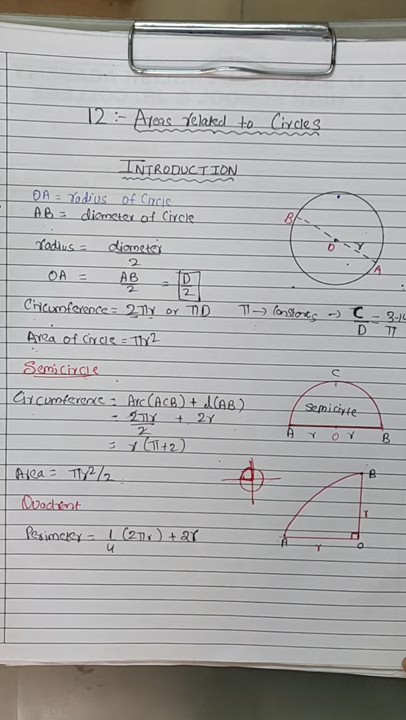 12 :- Areas related to Circles
INTRODUCTION
OA = radius of Circle
AB = diameter of Circle
radius = diameter / 2
OA = AB / 2 = D / 2
Circumference = 2πr or πD π → Constant → C / D = 3.14 / π
Area of Circle = πr²
B
O
r
A
Semicircle
Circumference = Arc(ACB) + d(AB)
= 2πr / 2 + 2r
= r(π+2)
Area = πr²/2
C
Semicircle
A r O r B
Quadrant
Perimeter = 1/4 (2πr) + 2r
B
r
A
r
O